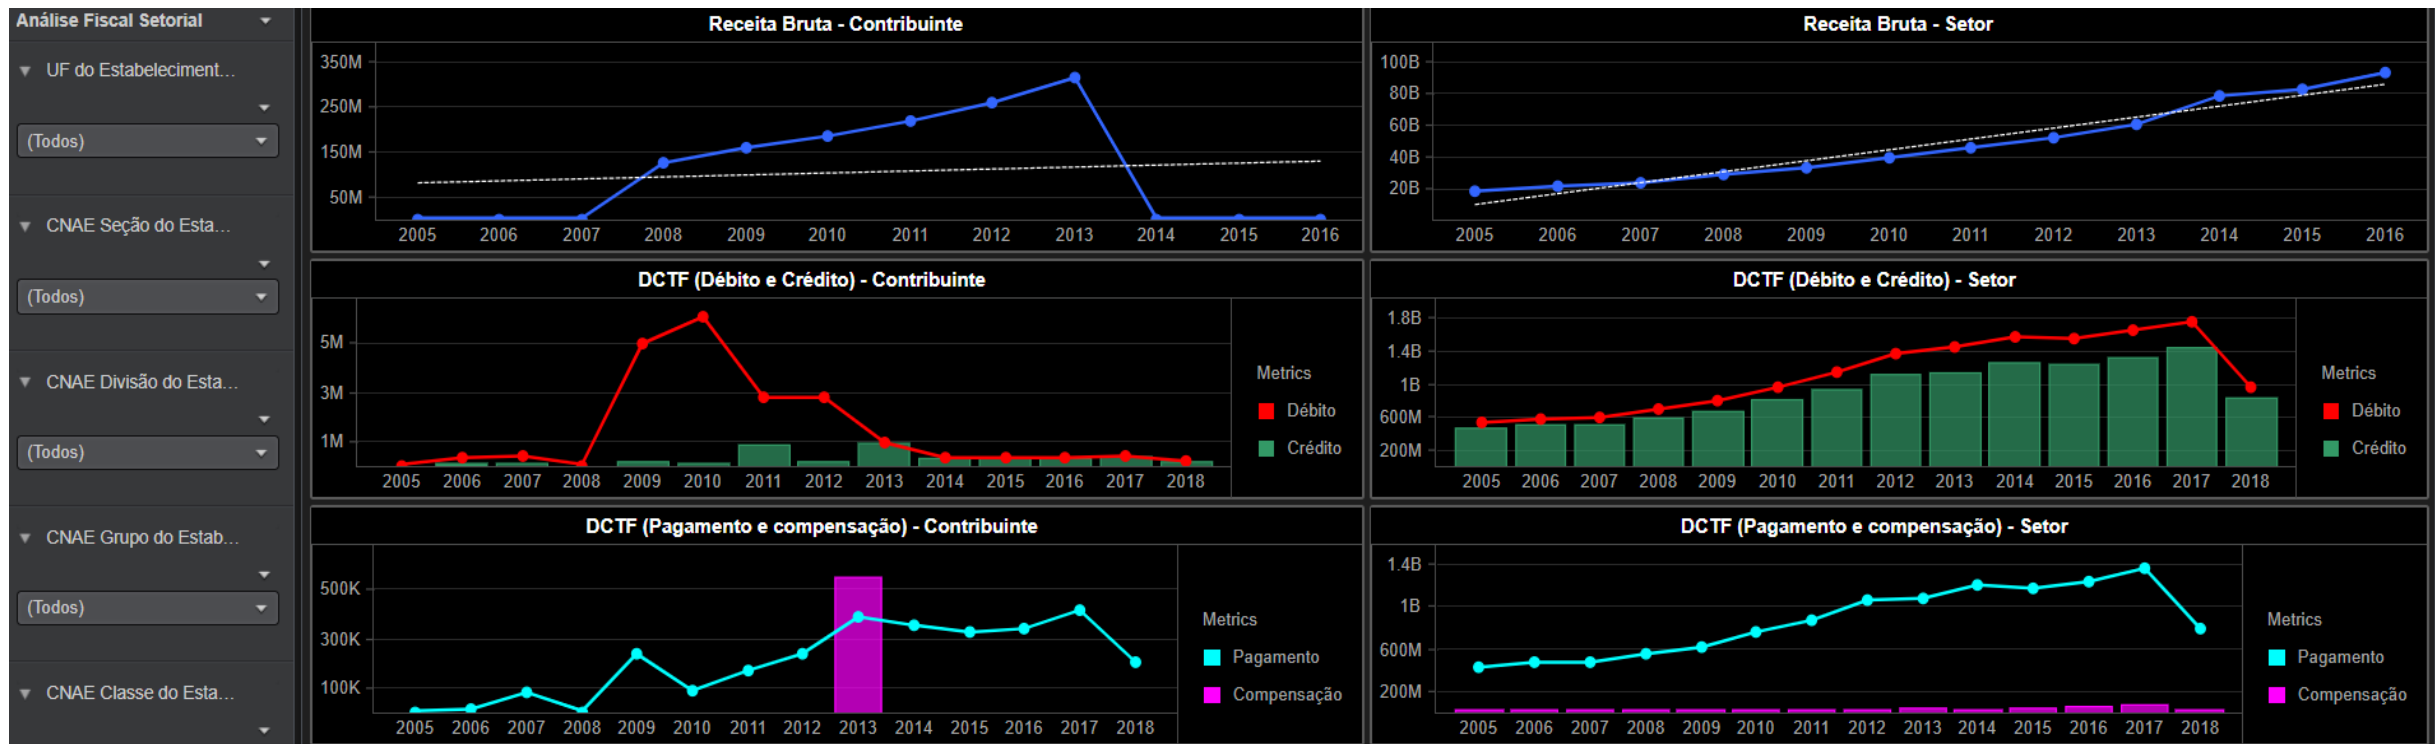 Análise Fiscal Setorial
UF do Estabeleciment...
(Todos)
CNAE Seção do Esta...
(Todos)
CNAE Divisão do Esta...
(Todos)
CNAE Grupo do Estab...
(Todos)
CNAE Classe do Esta...
Receita Bruta - Contribuinte
350M
250M
150M
50M
2005 2006 2007 2008 2009 2010 2011 2012 2013 2014 2015 2016
Receita Bruta - Setor
100B
80B
60B
40B
20B
2005 2006 2007 2008 2009 2010 2011 2012 2013 2014 2015 2016
DCTF (Débito e Crédito) - Contribuinte
5M
3M
1M
2005 2006 2007 2008 2009 2010 2011 2012 2013 2014 2015 2016 2017 2018
Metrics
Débito
Crédito
DCTF (Débito e Crédito) - Setor
1.8B
1.4B
1B
600M
200M
2005 2006 2007 2008 2009 2010 2011 2012 2013 2014 2015 2016 2017 2018
Metrics
Débito
Crédito
DCTF (Pagamento e compensação) - Contribuinte
500K
300K
100K
2005 2006 2007 2008 2009 2010 2011 2012 2013 2014 2015 2016 2017 2018
Metrics
Pagamento
Compensação
DCTF (Pagamento e compensação) - Setor
1.4B
1B
600M
200M
2005 2006 2007 2008 2009 2010 2011 2012 2013 2014 2015 2016 2017 2018
Metrics
Pagamento
Compensação